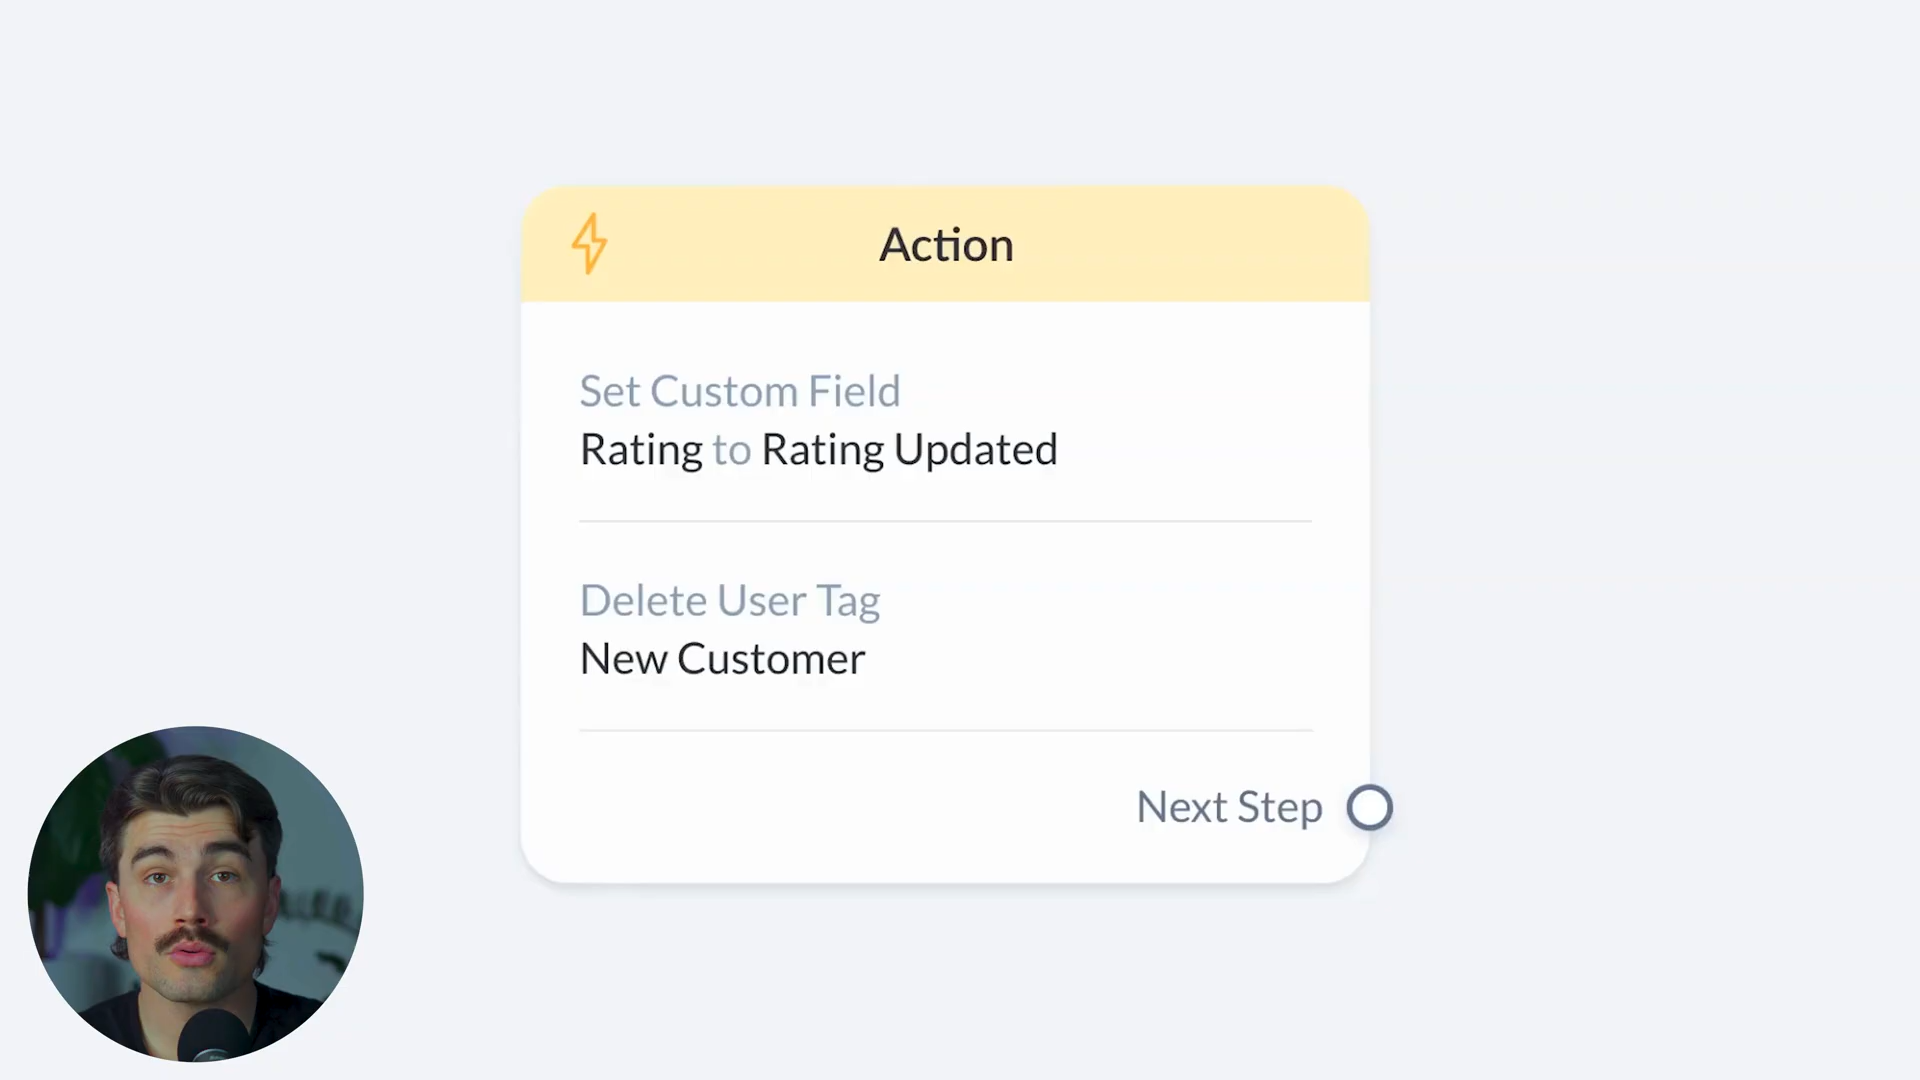 Action
Set Custom Field
Rating to Rating Updated
Delete User Tag
New Customer
Next Step